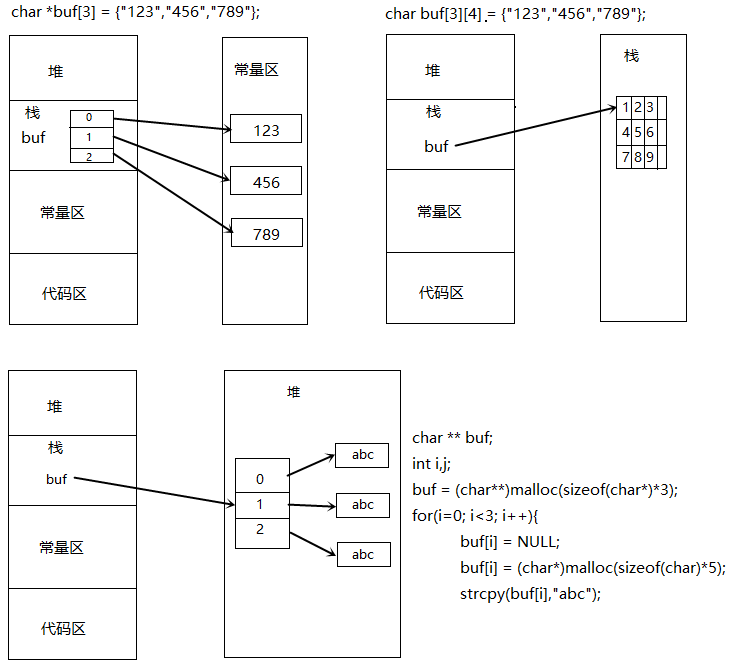 char *buf[3] = {"123","456","789"};
堆
栈
buf
0
1
2
常量区
代码区
常量区
123
456
789
char buf[3][4] = {"123","456","789"};
堆
栈
buf
常量区
代码区
栈
1 2 3
4 5 6
7 8 9
堆
栈
buf
常量区
代码区
堆
0
1
2
abc
abc
abc
char ** buf;
int i,j;
buf = (char**)malloc(sizeof(char*)*3);
for(i=0; i<3; i++){
buf[i] = NULL;
buf[i] = (char*)malloc(sizeof(char)*5);
strcpy(buf[i],"abc");